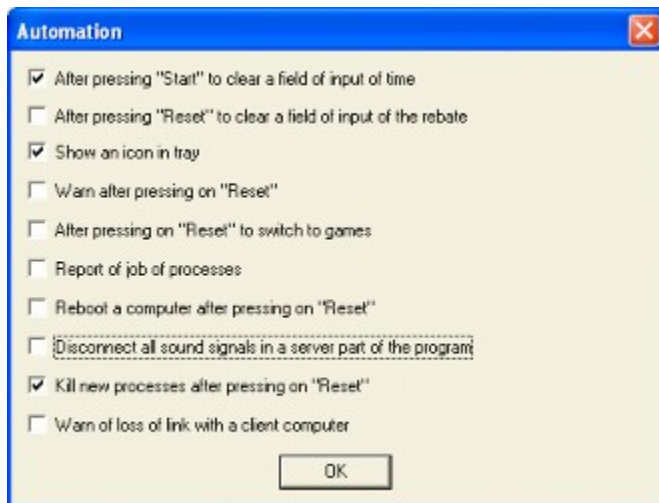 Automation
After pressing "Start" to clear a field of input of time
After pressing "Reset" to clear a field of input of the rebate
Show an icon in tray
Warn after pressing on "Reset"
After pressing on "Reset" to switch to games
Report of job of processes
Reboot a computer after pressing on "Reset"
Disconnect all sound signals in a server part of the program
Kill new processes after pressing on "Reset"
Warn of loss of link with a client computer
OK